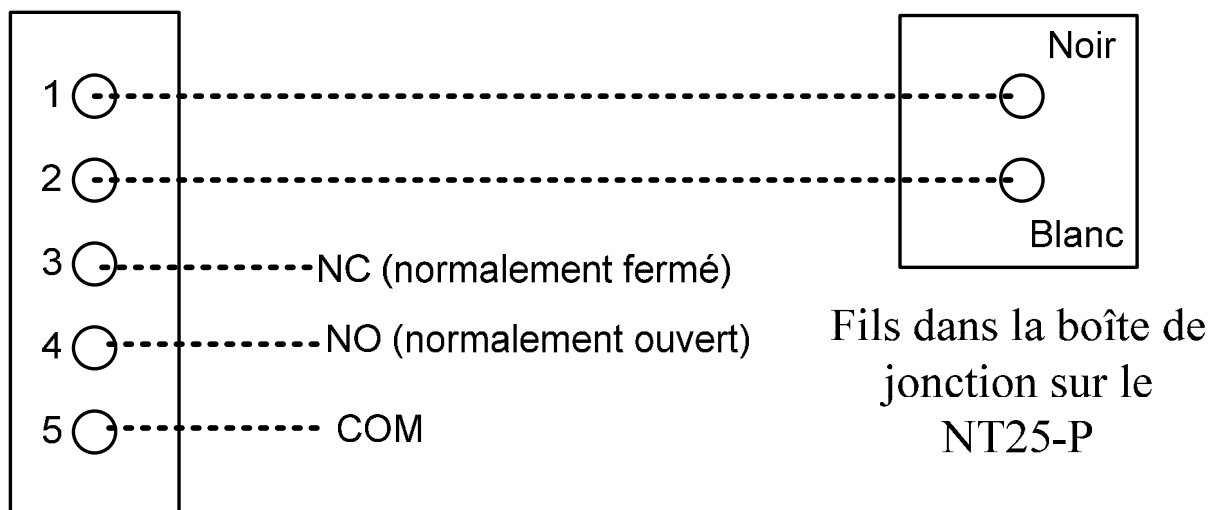 Noir
1
2
Blanc
3 NC (normalement fermé)
4 NO (normalement ouvert)
5 COM
Fils dans la boîte de
jonction sur le
NT25-P